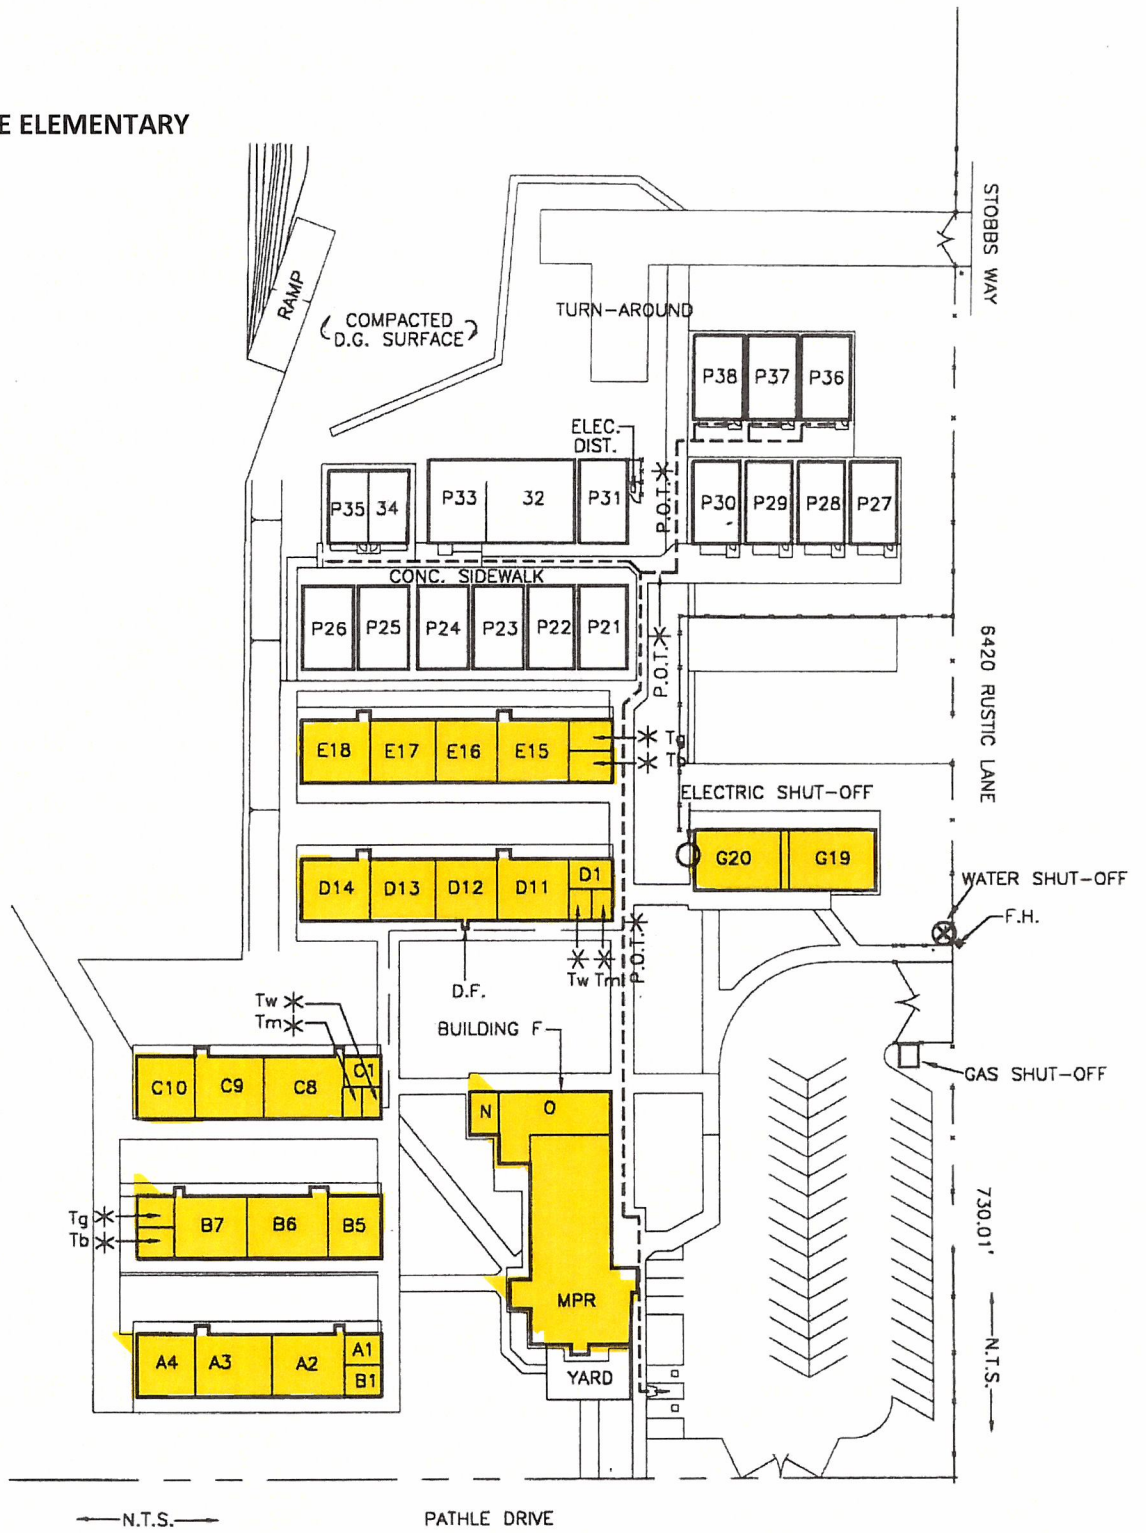 E ELEMENTARY
STOBBS WAY
RAMP
COMPACTED
D.G. SURFACE
TURN-AROUND
P38 P37 P36
ELEC.
DIST.
P.O.T.
P35 34 P33 32 P31 P30 P29 P28 P27
CONC. SIDEWALK
P26 P25 P24 P23 P22 P21
P.O.T.
6420 RUSTIC LANE
E18 E17 E16 E15
Tg
Tb
ELECTRIC SHUT-OFF
G20 G19
D14 D13 D12 D11 D1
WATER SHUT-OFF
F.H.
P.O.T.
Tw Tm
D.F.
Tw
Tm
BUILDING F
C10 C9 C8 C1
GAS SHUT-OFF
N O
Tg
Tb
B7 B6 B5
730.01'
MPR
N.T.S.
A4 A3 A2 A1
B1
YARD
N.T.S.
PATHLE DRIVE